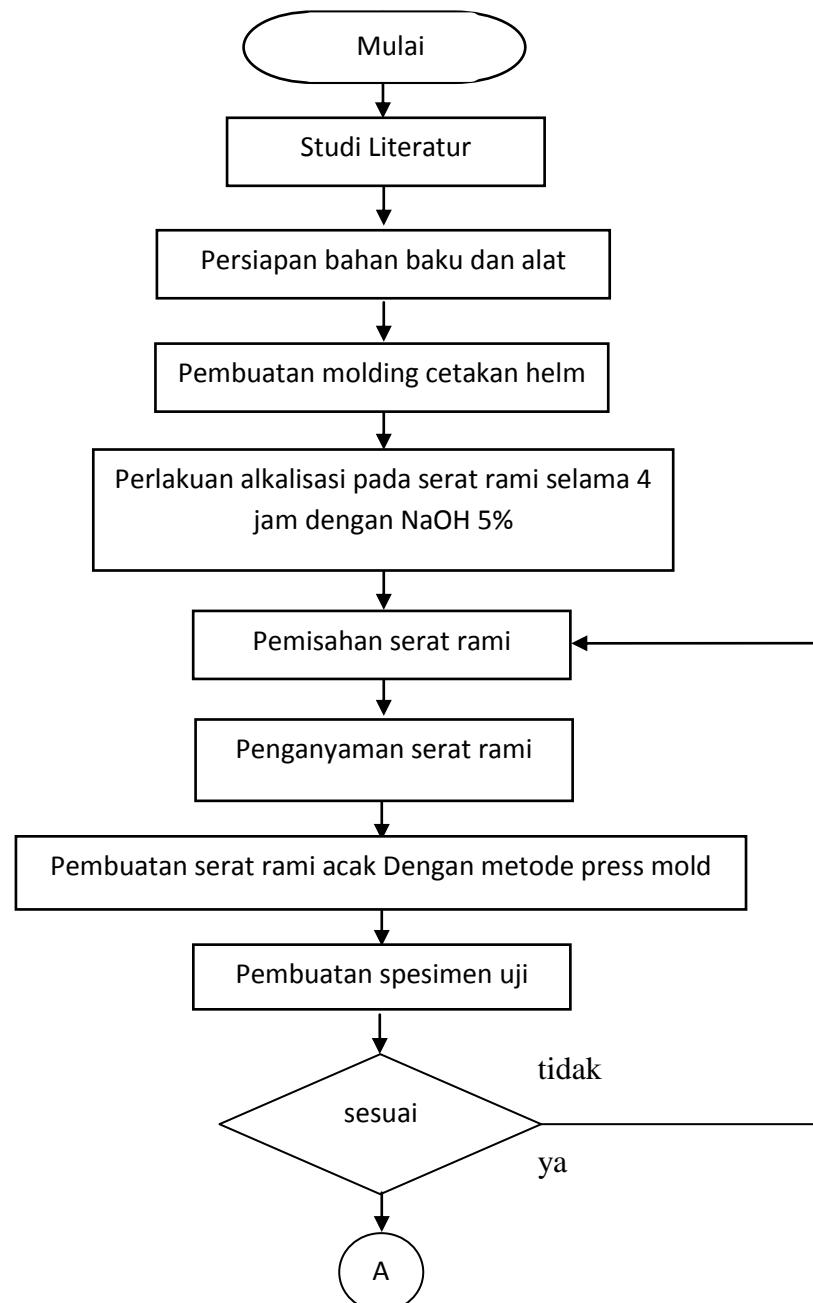 Mulai
Studi Literatur
Persiapan bahan baku dan alat
Pembuatan molding cetakan helm
Perlakuan alkalisasi pada serat rami selama 4
jam dengan NaOH 5%
Pemisahan serat rami
Penganyaman serat rami
Pembuatan serat rami acak Dengan metode press mold
Pembuatan spesimen uji
tidak
sesuai
ya
A